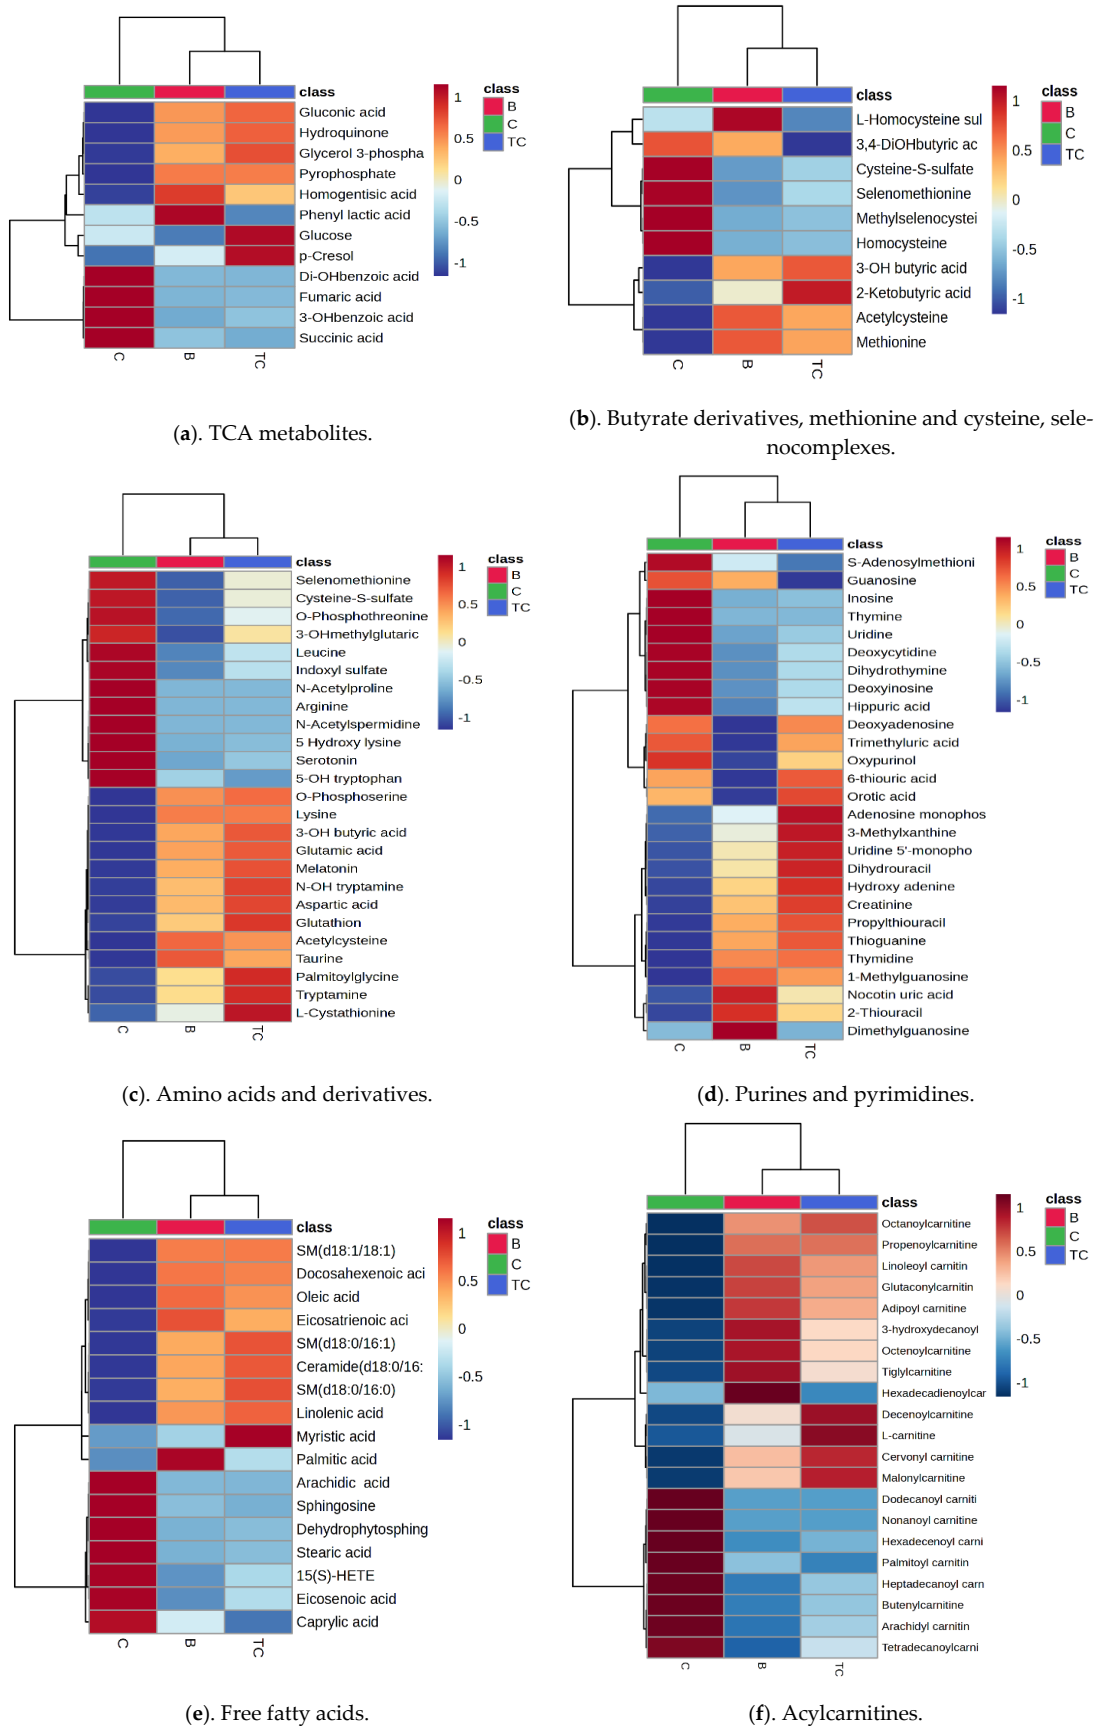 class
Gluconic acid
Hydroquinone
Glycerol 3-phospha
Pyrophosphate
Homogentisic acid
Phenyl lactic acid
Glucose
p-Cresol
Di-OHbenzoic acid
Fumaric acid
3-OHbenzoic acid
Succinic acid
C
B
TC
1
0.5
0
-0.5
-1
class
B
C
TC
(a). TCA metabolites.
class
L-Homocysteine sul
3,4-DiOHbutyric ac
Cysteine-S-sulfate
Selenomethionine
Methylselenocystei
Homocysteine
3-OH butyric acid
2-Ketobutyric acid
Acetylcysteine
Methionine
C
B
TC
1
0.5
0
-0.5
-1
class
B
C
TC
(b). Butyrate derivatives, methionine and cysteine, sele-
nocomplexes.
class
Selenomethionine
Cysteine-S-sulfate
O-Phosphothreonine
3-OHmethylglutaric
Leucine
Indoxyl sulfate
N-Acetylproline
Arginine
N-Acetylspermidine
5 Hydroxy lysine
Serotonin
5-OH tryptophan
O-Phosphoserine
Lysine
3-OH butyric acid
Glutamic acid
Melatonin
N-OH tryptamine
Aspartic acid
Glutathion
Acetylcysteine
Taurine
Palmitoylglycine
Tryptamine
L-Cystathionine
C
B
TC
1
0.5
0
-0.5
-1
class
B
C
TC
(c). Amino acids and derivatives.
class
S-Adenosylmethioni
Guanosine
Inosine
Thymine
Uridine
Deoxycytidine
Dihydrothymine
Deoxyinosine
Hippuric acid
Deoxyadenosine
Trimethyluric acid
Oxypurinol
6-thiouric acid
Orotic acid
Adenosine monophos
3-Methylxanthine
Uridine 5'-monopho
Dihydrouracil
Hydroxy adenine
Creatinine
Propylthiouracil
Thioguanine
Thymidine
1-Methylguanosine
Nocotin uric acid
2-Thiouracil
Dimethylguanosine
C
B
TC
1
0.5
0
-0.5
-1
class
B
C
TC
(d). Purines and pyrimidines.
class
SM(d18:1/18:1)
Docosahexenoic aci
Oleic acid
Eicosatrienoic aci
SM(d18:0/16:1)
Ceramide(d18:0/16:
SM(d18:0/16:0)
Linolenic acid
Myristic acid
Palmitic acid
Arachidic acid
Sphingosine
Dehydrophytosphing
Stearic acid
15(S)-HETE
Eicosenoic acid
Caprylic acid
C
B
TC
1
0.5
0
-0.5
-1
class
B
C
TC
(e). Free fatty acids.
class
Octanoylcarnitine
Propenoylcarnitine
Linoleoyl carnitin
Glutaconylcarnitin
Adipoyl carnitine
3-hydroxydecanoyl
Octenoylcarnitine
Tiglylcarnitine
Hexadecadienoylcar
Decenoylcarnitine
L-carnitine
Cervonyl carnitine
Malonylcarnitine
Dodecanoyl carniti
Nonanoyl carnitine
Hexadecenoyl carni
Palmitoyl carnitin
Heptadecanoyl carn
Butenylcarnitine
Arachidyl carnitin
Tetradecanoylcarni
C
B
TC
1
0.5
0
-0.5
-1
class
B
C
TC
(f). Acylcarnitines.